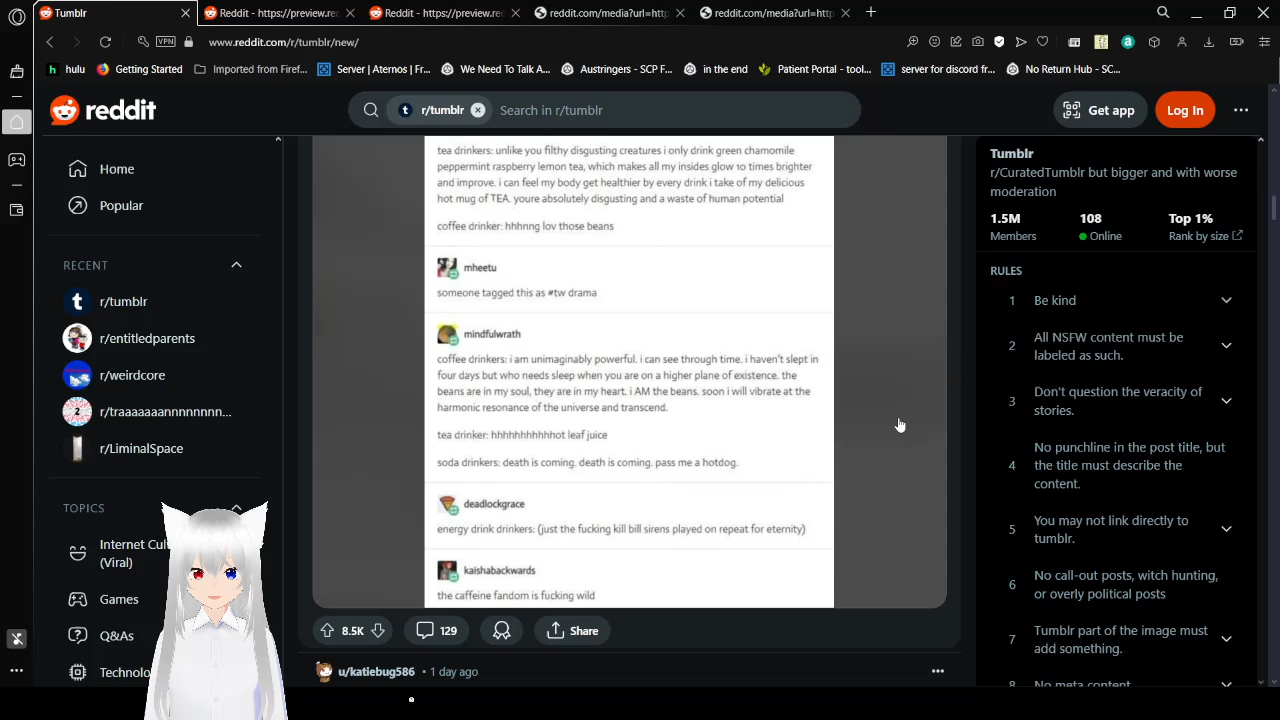 Tumblr
Reddit - https://preview.rec
Reddit - https://preview.rec
reddit.com/media?url=http
reddit.com/media?url=http
VPN
www.reddit.com/r/tumblr/new/
hulu
Getting Started
Imported from Firef...
Server | Aternos | Fr...
We Need To Talk A...
Austringers - SCP F...
in the end
Patient Portal - tool...
server for discord fr...
No Return Hub - SC...
reddit
r/tumblr
Search in r/tumblr
Get app
Log In
Home
Popular
RECENT
r/tumblr
r/entitledparents
r/weirdcore
r/traaaaaaannnnnnnn...
r/LiminalSpace
TOPICS
Internet Cul
(Viral)
Games
Q&As
Technolo
tea drinkers: unlike you filthy disgusting creatures i only drink green chamomile
peppermint raspberry lemon tea, which makes all my insides glow 10 times brighter
and improve. i can feel my body get healthier by every drink i take of my delicious
hot mug of TEA. youre absolutely disgusting and a waste of human potential
coffee drinker: hhhnng lov those beans
mheetu
someone tagged this as #tw drama
mindfulwrath
coffee drinkers: i am unimaginably powerful. i can see through time. i haven't slept in
four days but who needs sleep when you are on a higher plane of existence. the
beans are in my soul, they are in my heart. i AM the beans. soon i will vibrate at the
harmonic resonance of the universe and transcend.
tea drinker: hhhhhhhhhhhot leaf juice
soda drinkers: death is coming. death is coming. pass me a hotdog.
deadlockgrace
energy drink drinkers: (just the fucking kill bill sirens played on repeat for eternity)
kaishabackwards
the caffeine fandom is fucking wild
8.5K
129
Share
u/katiebug586 • 1 day ago
Tumblr
r/CuratedTumblr but bigger and with worse
moderation
1.5M 108 Top 1%
Members Online Rank by size
RULES
1 Be kind
2 All NSFW content must be
labeled as such.
3 Don't question the veracity of
stories.
4 No punchline in the post title, but
the title must describe the
content.
5 You may not link directly to
tumblr.
6 No call-out posts, witch hunting,
or overly political posts
7 Tumblr part of the image must
add something.
8 No meta content